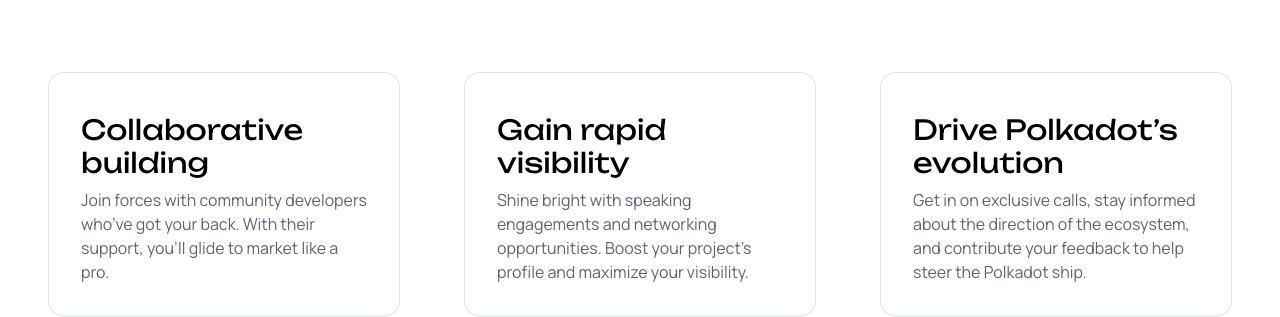 Collaborative
building
Join forces with community developers
who've got your back. With their
support, you'll glide to market like a
pro.
Gain rapid
visibility
Shine bright with speaking
engagements and networking
opportunities. Boost your project's
profile and maximize your visibility.
Drive Polkadot’s
evolution
Get in on exclusive calls, stay informed
about the direction of the ecosystem,
and contribute your feedback to help
steer the Polkadot ship.